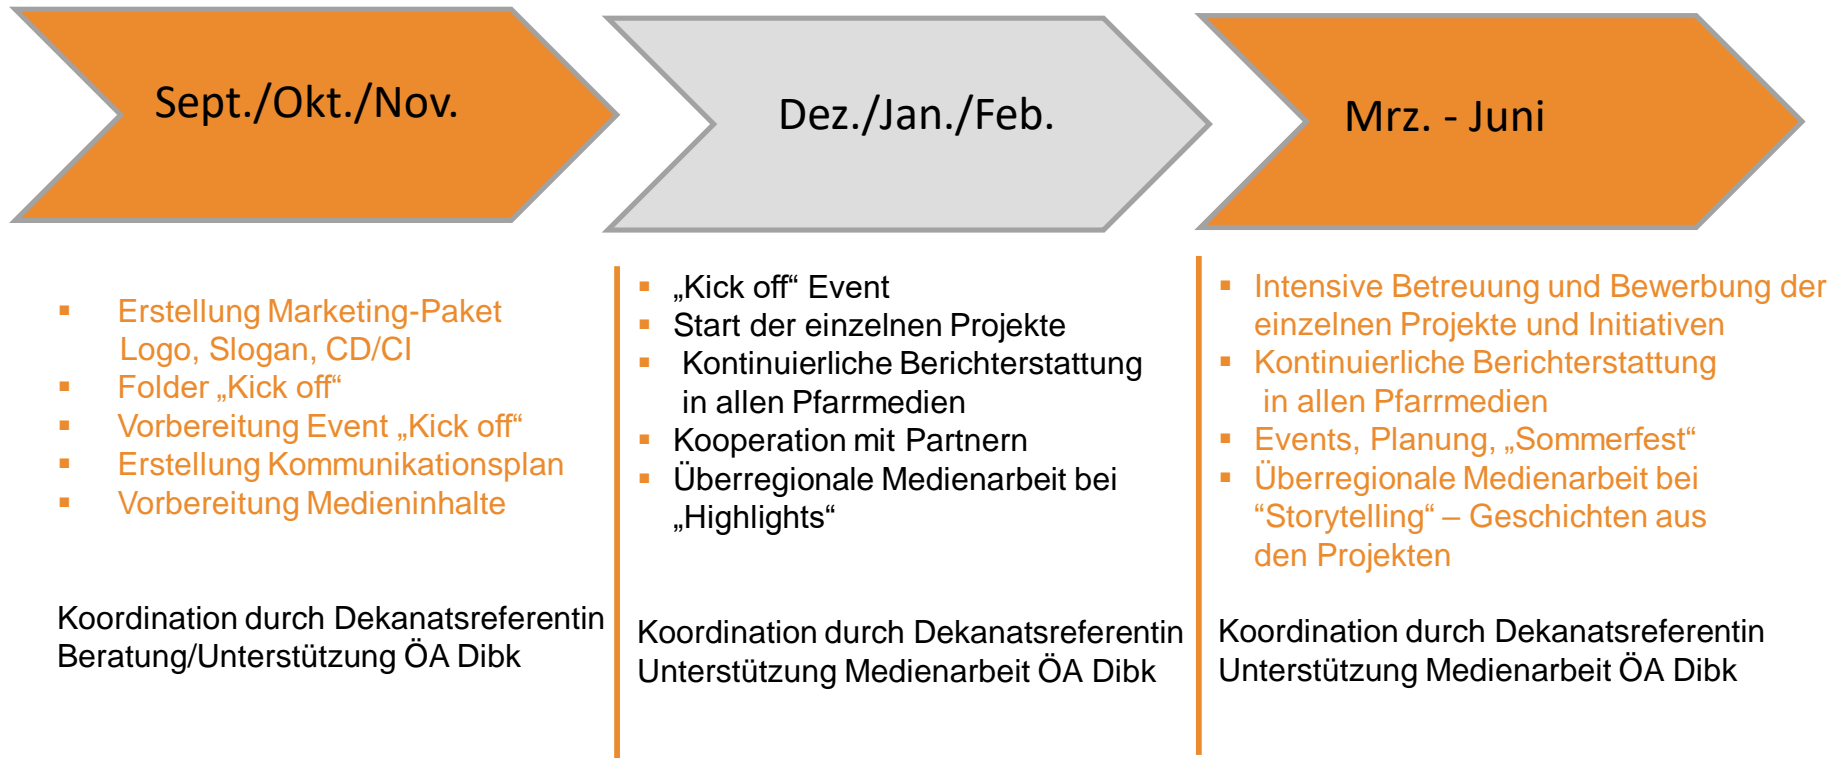 Sept./Okt./Nov.
Erstellung Marketing-Paket
Logo, Slogan, CD/CI
Folder „Kick off“
Vorbereitung Event „Kick off“
Erstellung Kommunikationsplan
Vorbereitung Medieninhalte
Koordination durch Dekanatsreferentin
Beratung/Unterstützung ÖA Dibk
Dez./Jan./Feb.
„Kick off“ Event
Start der einzelnen Projekte
Kontinuierliche Berichterstattung
in allen Pfarrmedien
Kooperation mit Partnern
Überregionale Medienarbeit bei
„Highlights“
Koordination durch Dekanatsreferentin
Unterstützung Medienarbeit ÖA Dibk
Mrz. - Juni
Intensive Betreuung und Bewerbung der
einzelnen Projekte und Initiativen
Kontinuierliche Berichterstattung
in allen Pfarrmedien
Events, Planung, „Sommerfest“
Überregionale Medienarbeit bei
“Storytelling“ – Geschichten aus
den Projekten
Koordination durch Dekanatsreferentin
Unterstützung Medienarbeit ÖA Dibk